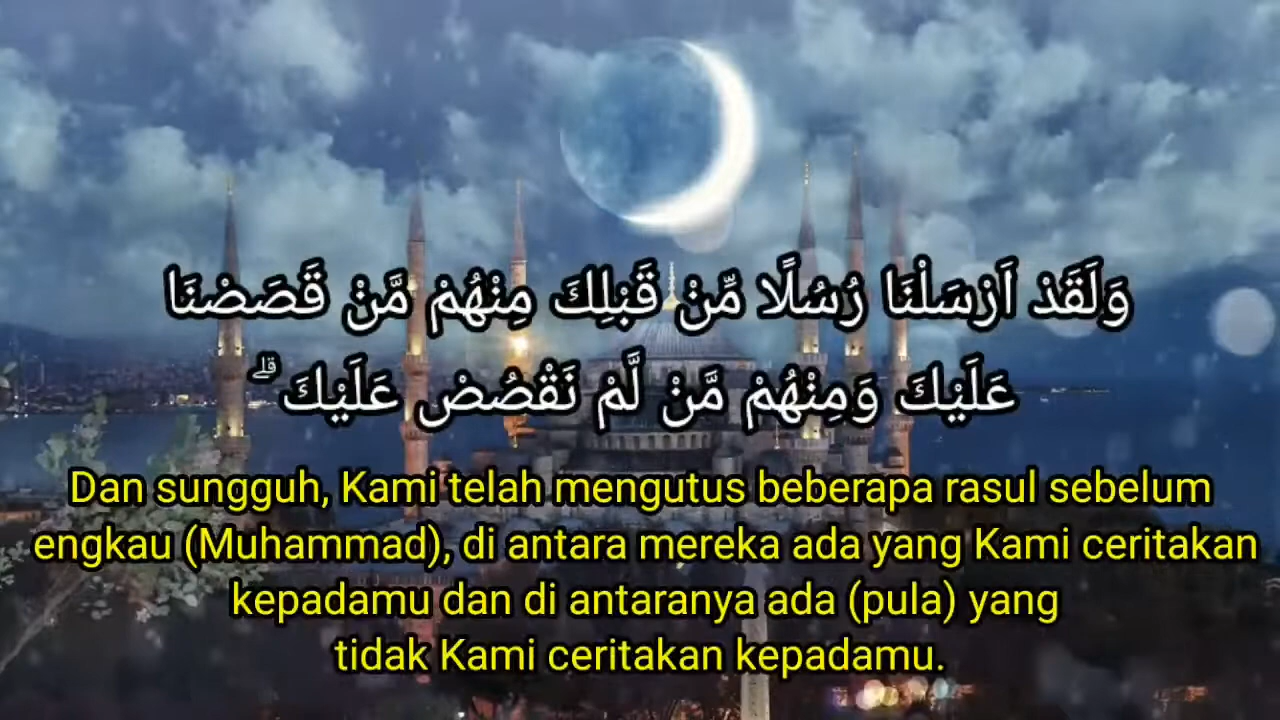 وَلَقَدْ اَرْسَلْنَا رُسُلًا مِّنْ قَبْلِكَ مِنْهُمْ مَّنْ قَصَصْنَا
عَلَيْكَ وَمِنْهُمْ مَّنْ لَّمْ نَقْصُصْ عَلَيْكَ ۗ
Dan sungguh, Kami telah mengutus beberapa rasul sebelum
engkau (Muhammad), di antara mereka ada yang Kami ceritakan
kepadamu dan di antaranya ada (pula) yang
tidak Kami ceritakan kepadamu.